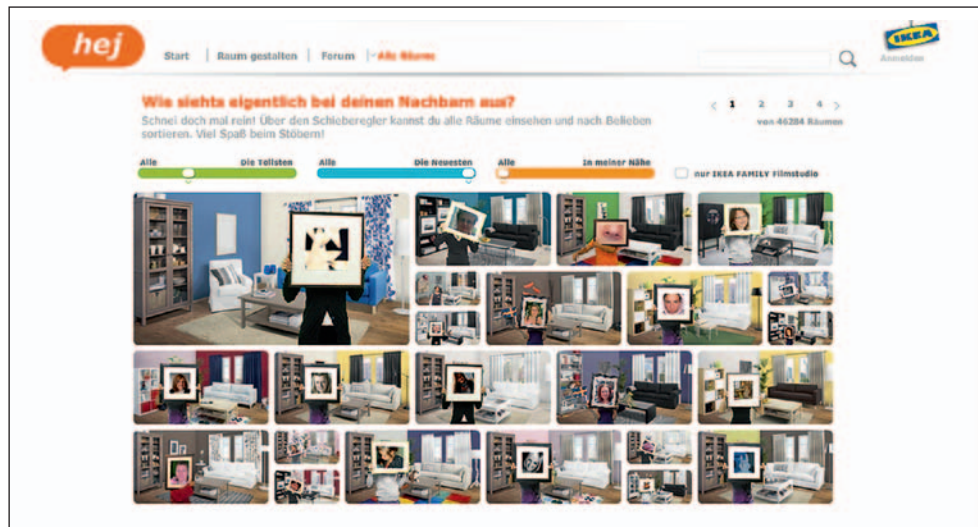 hej
Start | Raum gestalten | Forum | Alle Räume
IKEA
Anmelden
Wie siehts eigentlich bei deinen Nachbarn aus?
Schnei doch mal rein! Über den Schieberegler kannst du alle Räume einsehen und nach Belieben
sortieren. Viel Spaß beim Stöbern!
< 1 2 3 4 >
von 46284 Räumen
Alle Die Tollsten Alle Die Neuesten Alle In meiner Nähe nur IKEA FAMILY Filmstudio